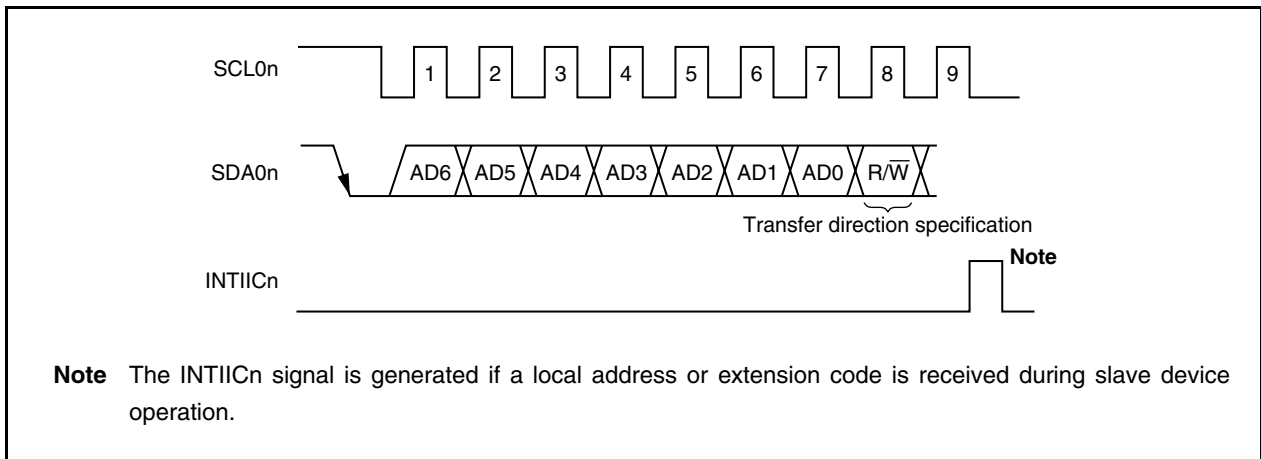 SCL0n 1 2 3 4 5 6 7 8 9
SDA0n AD6 AD5 AD4 AD3 AD2 AD1 AD0 R/W̅
Transfer direction specification
Note
INTIICn
Note The INTIICn signal is generated if a local address or extension code is received during slave device
operation.